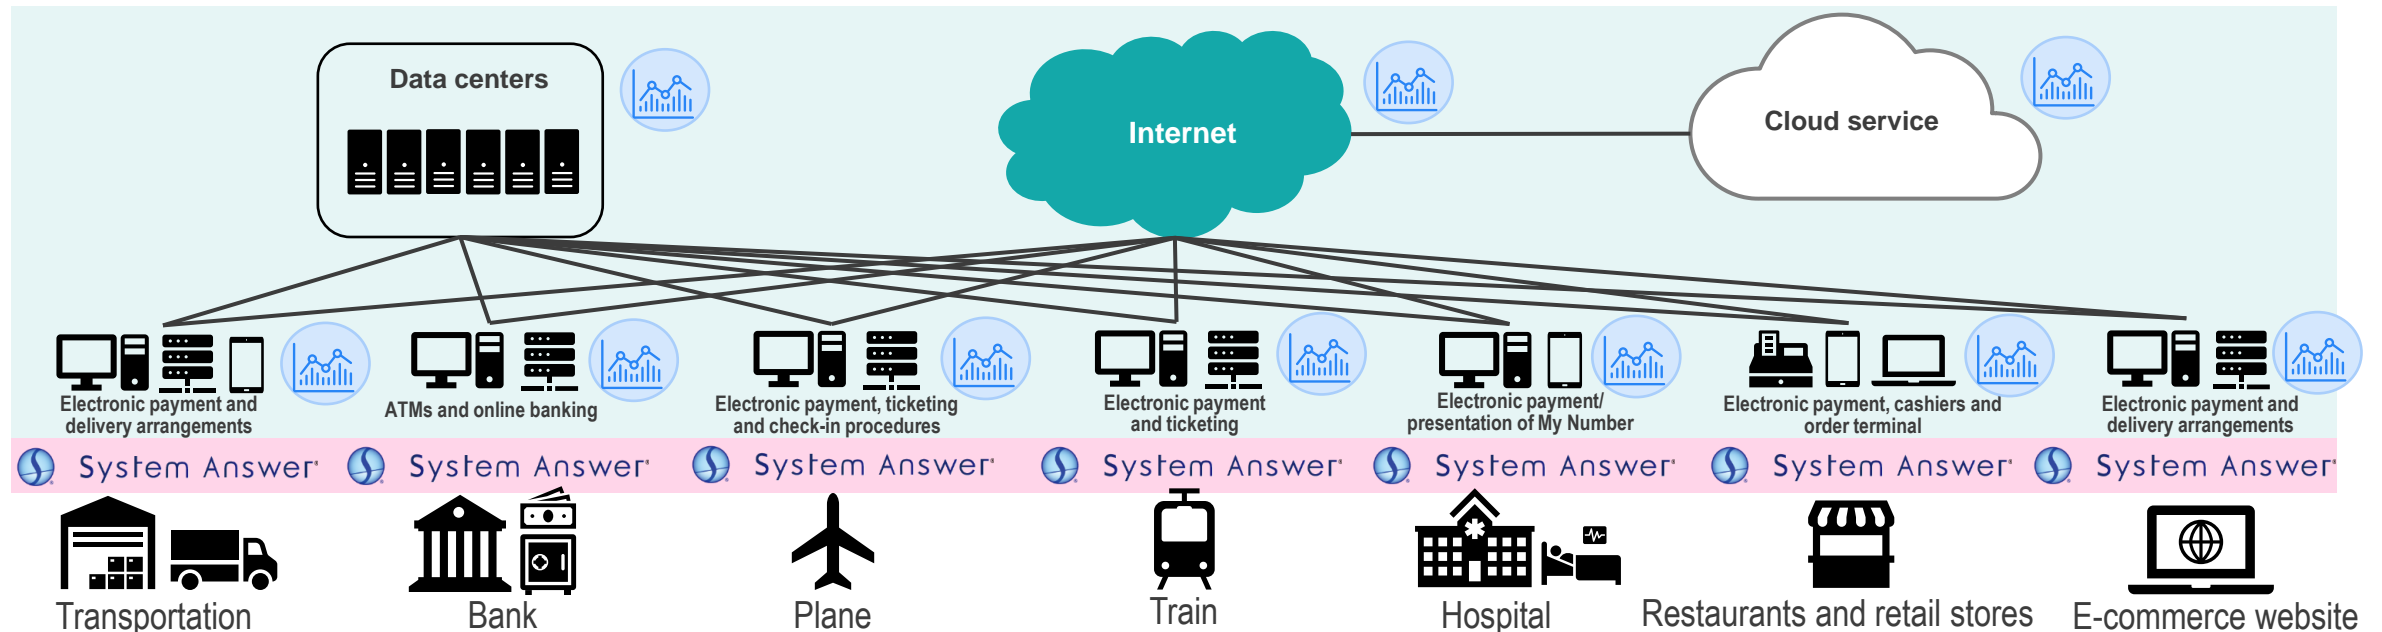 Data centers
Internet
Cloud service
Electronic payment and
delivery arrangements
ATMs and online banking
Electronic payment, ticketing
and check-in procedures
Electronic payment
and ticketing
Electronic payment/
presentation of My Number
Electronic payment, cashiers and
order terminal
Electronic payment and
delivery arrangements
System Answer
System Answer
System Answer
System Answer
System Answer
System Answer
System Answer
Transportation
Bank
Plane
Train
Hospital
Restaurants and retail stores
E-commerce website